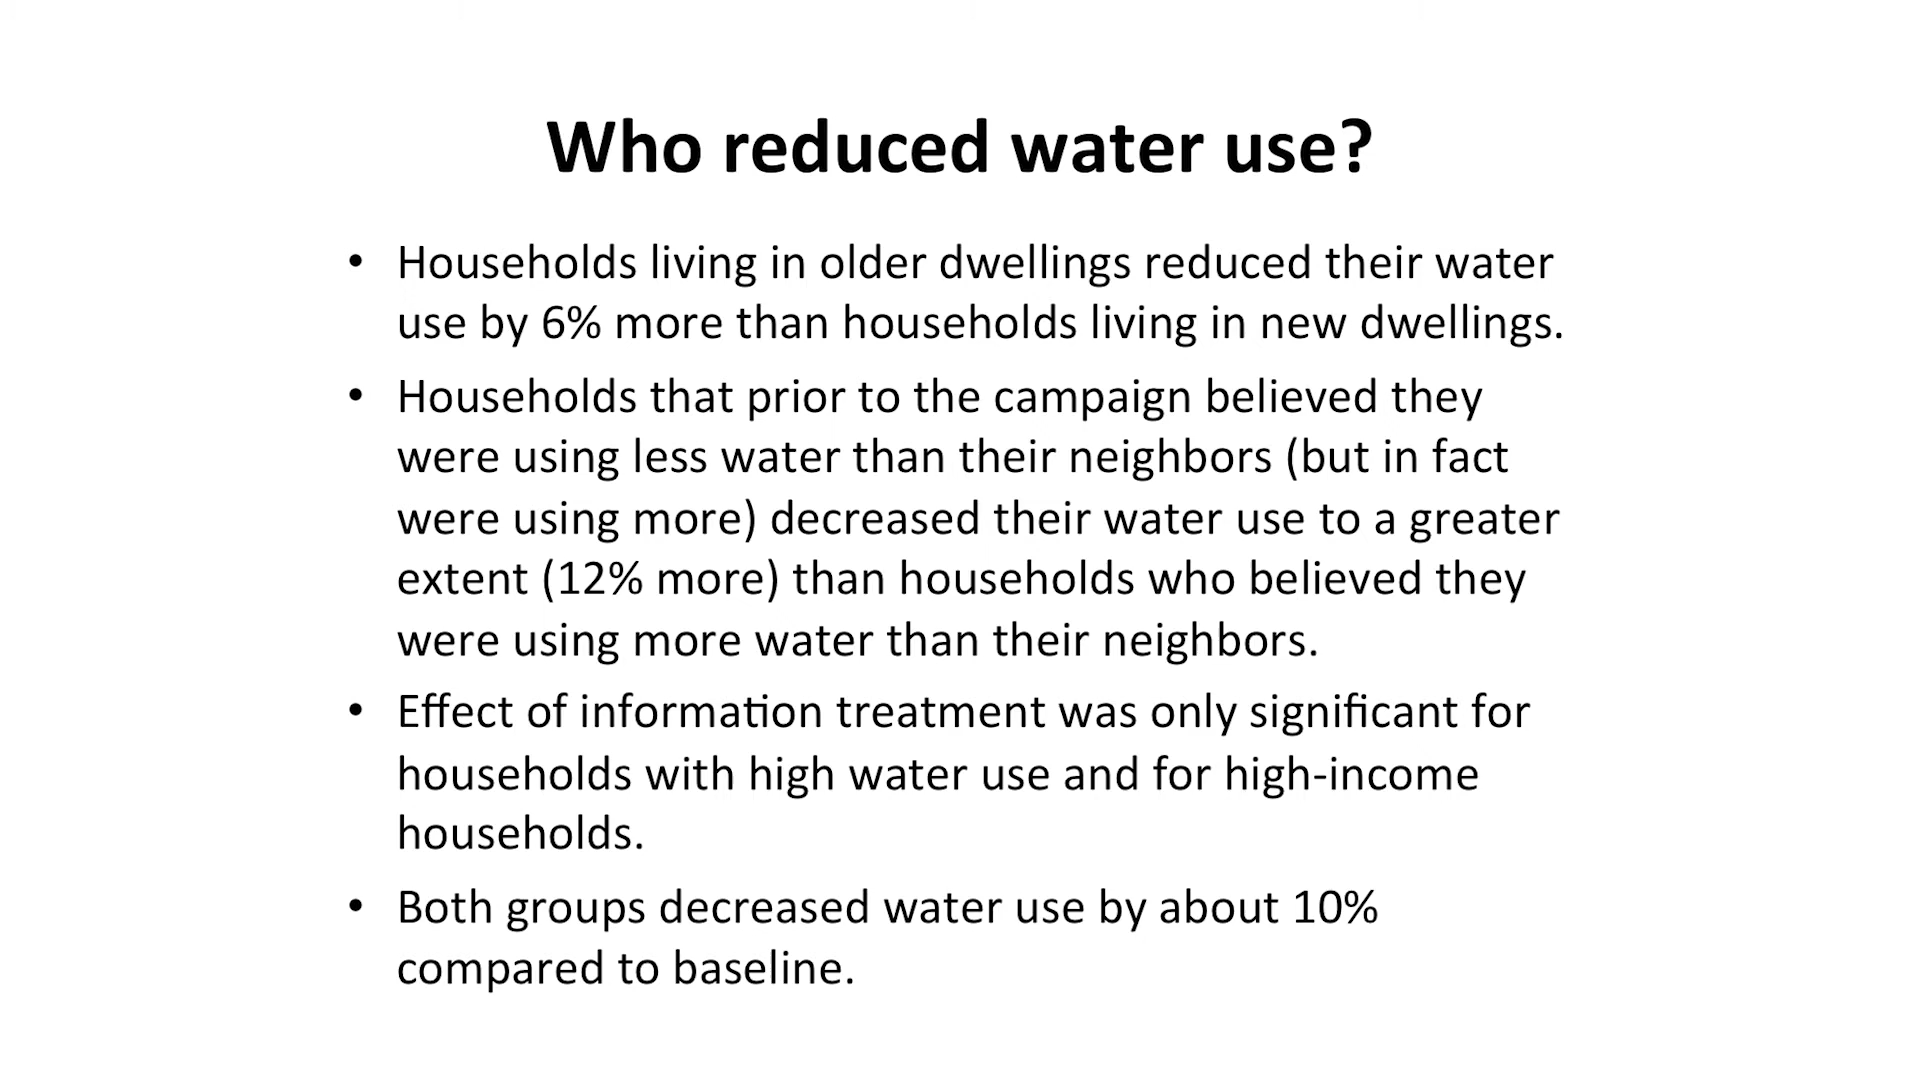 Who reduced water use?
• Households living in older dwellings reduced their water
use by 6% more than households living in new dwellings.
• Households that prior to the campaign believed they
were using less water than their neighbors (but in fact
were using more) decreased their water use to a greater
extent (12% more) than households who believed they
were using more water than their neighbors.
• Effect of information treatment was only significant for
households with high water use and for high-income
households.
• Both groups decreased water use by about 10%
compared to baseline.